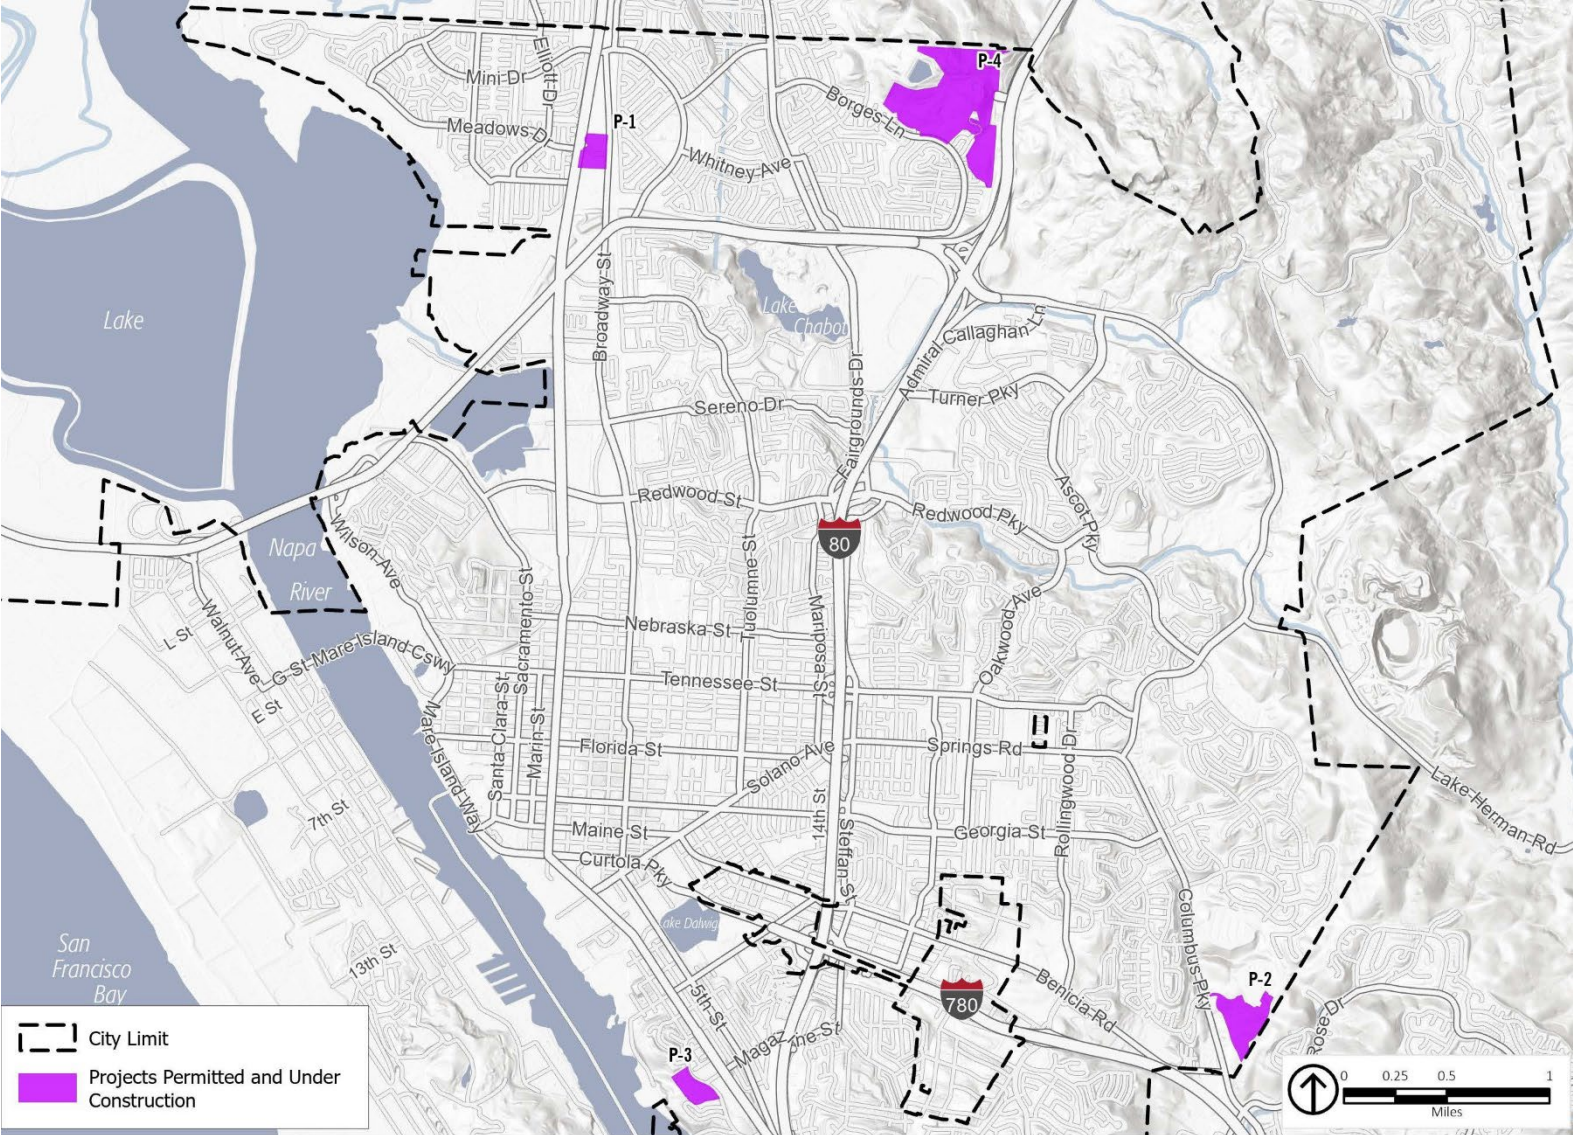 P-4
Elliott Dr
Mini Dr
Borges Ln
P-1
Meadows D
Whitney Ave
Broadway St
Lake
Chabot
Lake
Admiral Callaghan Ln
Fairgrounds Dr
Turner Pky
Sereno Dr
Ascot Pky
Redwood St
Redwood Pky
80
Wilson Ave
Napa
River
Sacramento St
Tuolumne St
Mariposa St
Oakwood Ave
Walnut Ave
L St
Nebraska St
G St
Mare Island Cswy
Tennessee St
E St
Santa Clara St
Marin St
Mare Island Way
Florida St
Solano Ave
Springs Rd
Rollingwood Dr
Lake Herman Rd
7th St
Maine St
14th St
Steffan St
Georgia St
Curtola Pky
Columbus Pky
Lake Dalwig
San
Francisco
Bay
13th St
5th St
780
Benicia Rd
P-2
Rose Dr
Magaz ne St
P-3
City Limit
Projects Permitted and Under
Construction
0 0.25 0.5 1
Miles